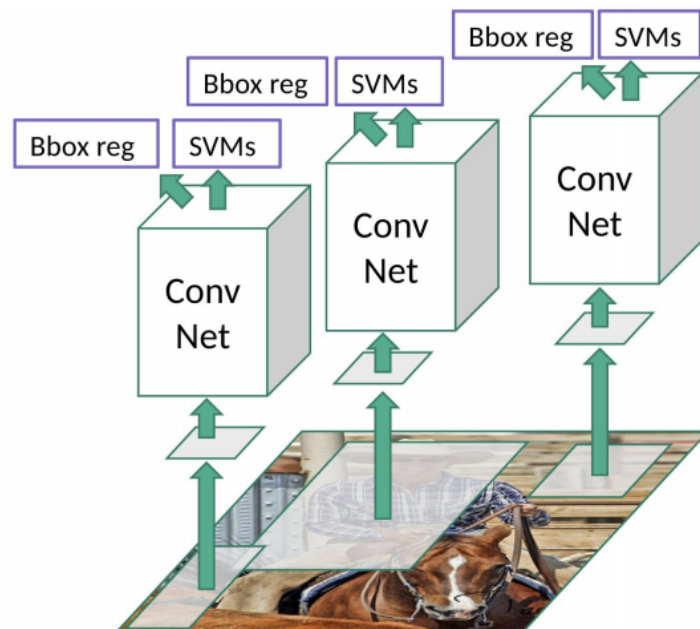 Bbox reg SVMs
Bbox reg SVMs
Bbox reg SVMs
Conv
Net
Conv
Net
Conv
Net